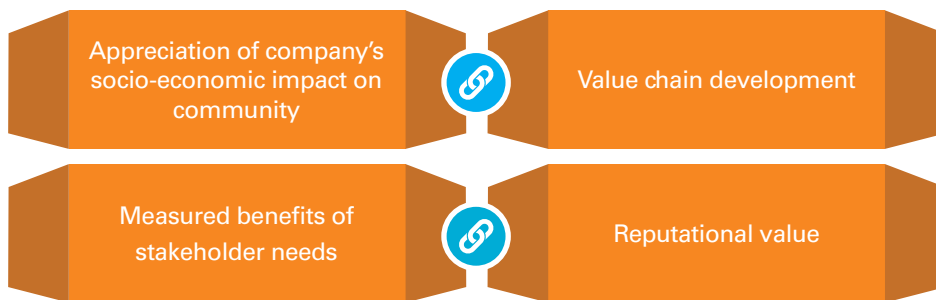 Appreciation of company’s
socio-economic impact on
community
Value chain development
Measured benefits of
stakeholder needs
Reputational value